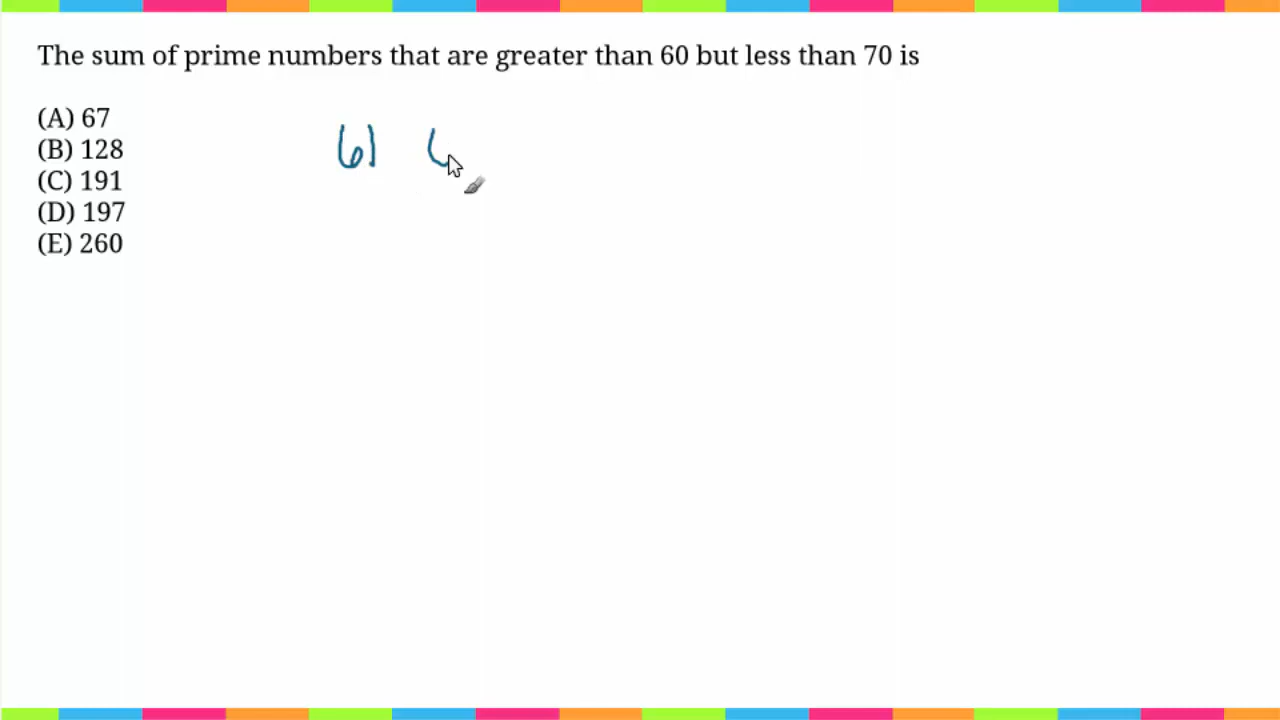 The sum of prime numbers that are greater than 60 but less than 70 is
(A) 67
(B) 128
(C) 191
(D) 197
(E) 260
61 6